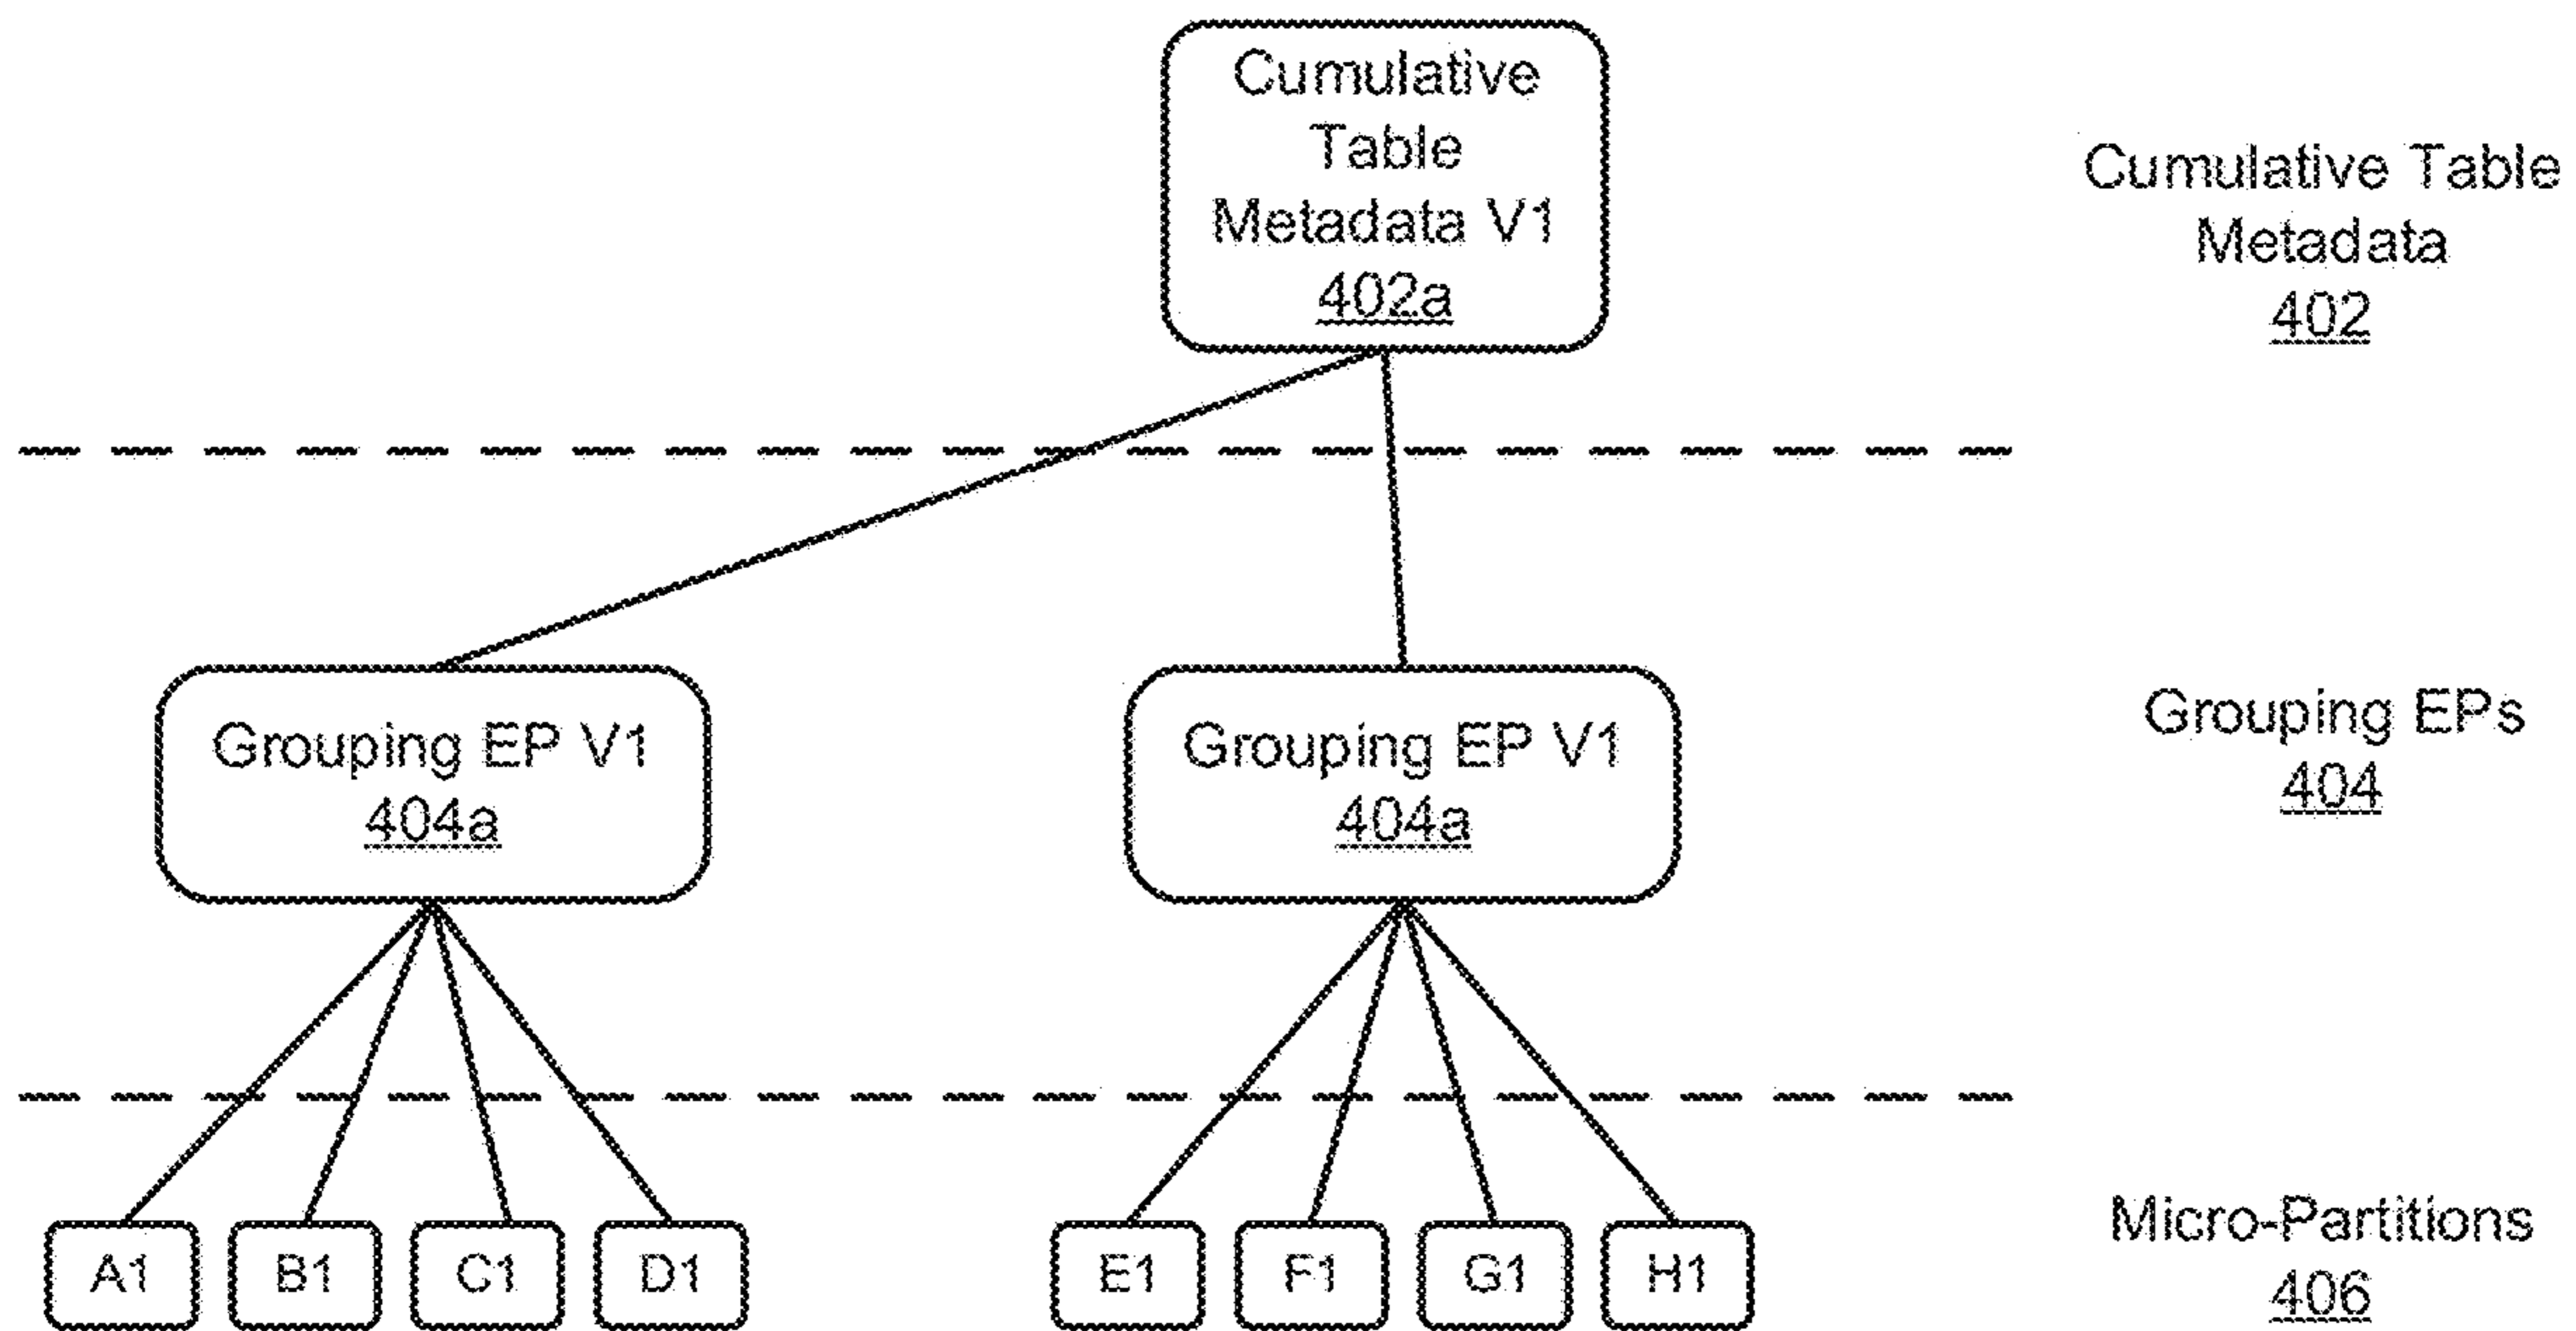 Cumulative
Table
Metadata V1
402a
Cumulative Table
Metadata
402
Grouping EP V1
404a
Grouping EP V1
404a
Grouping EPs
404
A1
B1
C1
D1
E1
F1
G1
H1
Micro-Partitions
406